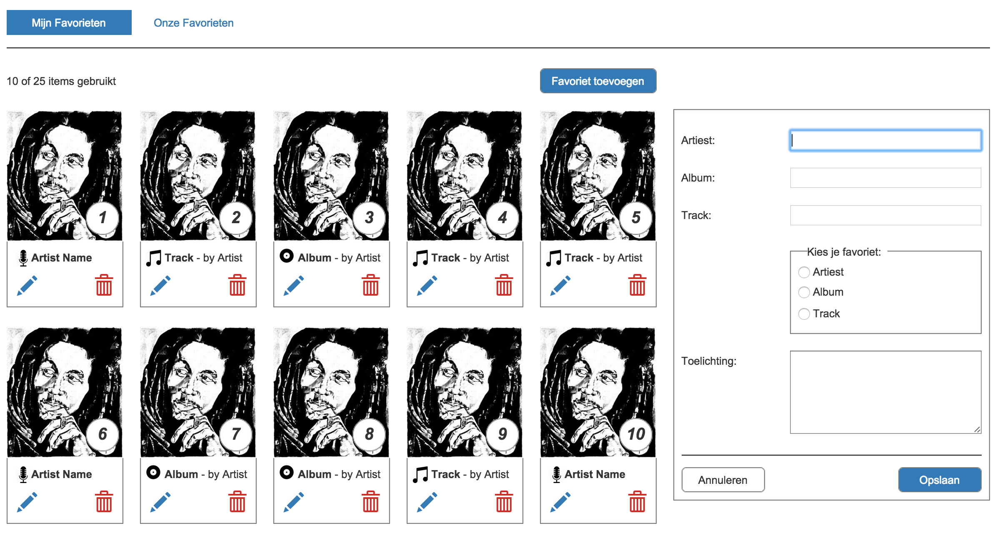 Mijn Favorieten
Onze Favorieten
10 of 25 items gebruikt
Favoriet toevoegen
1
2
3
4
5
Artist Name
Track - by Artist
Album - by Artist
Track - by Artist
Track - by Artist
6
7
8
9
10
Artist Name
Album - by Artist
Album - by Artist
Track - by Artist
Artist Name
Artiest:
Album:
Track:
Kies je favoriet:
Artiest
Album
Track
Toelichting:
Annuleren
Opslaan